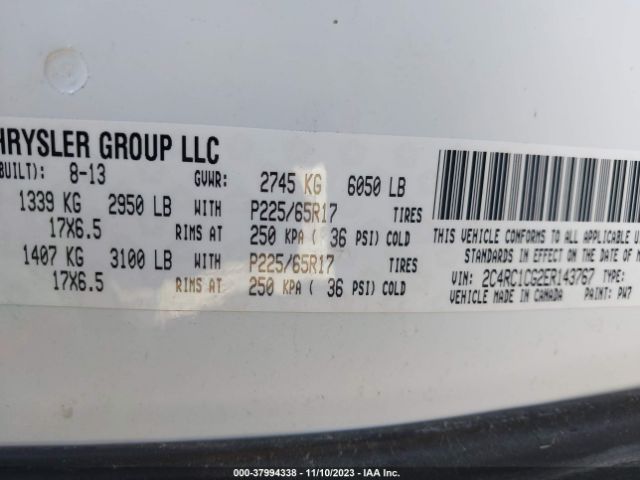 HRYSLER GROUP LLC
BUILT): 8-13 GVWR: 2745 KG 6050 LB
1339 KG 2950 LB WITH P225/65R17 TIRES
17X6.5 RIMS AT 250 KPA ( 36 PSI) COLD
1407 KG 3100 LB WITH P225/65R17 TIRES
17X6.5 RIMS AT 250 KPA ( 36 PSI) COLD
THIS VEHICLE CONFORMS TO ALL APPLICABLE
STANDARDS IN EFFECT ON THE DATE OF
VIN: 2C4RC1CG2ER143767 TYPE:
VEHICLE MADE IN CANADA PAINT: PW7
000-37994338 — 11/10/2023 — IAA Inc.